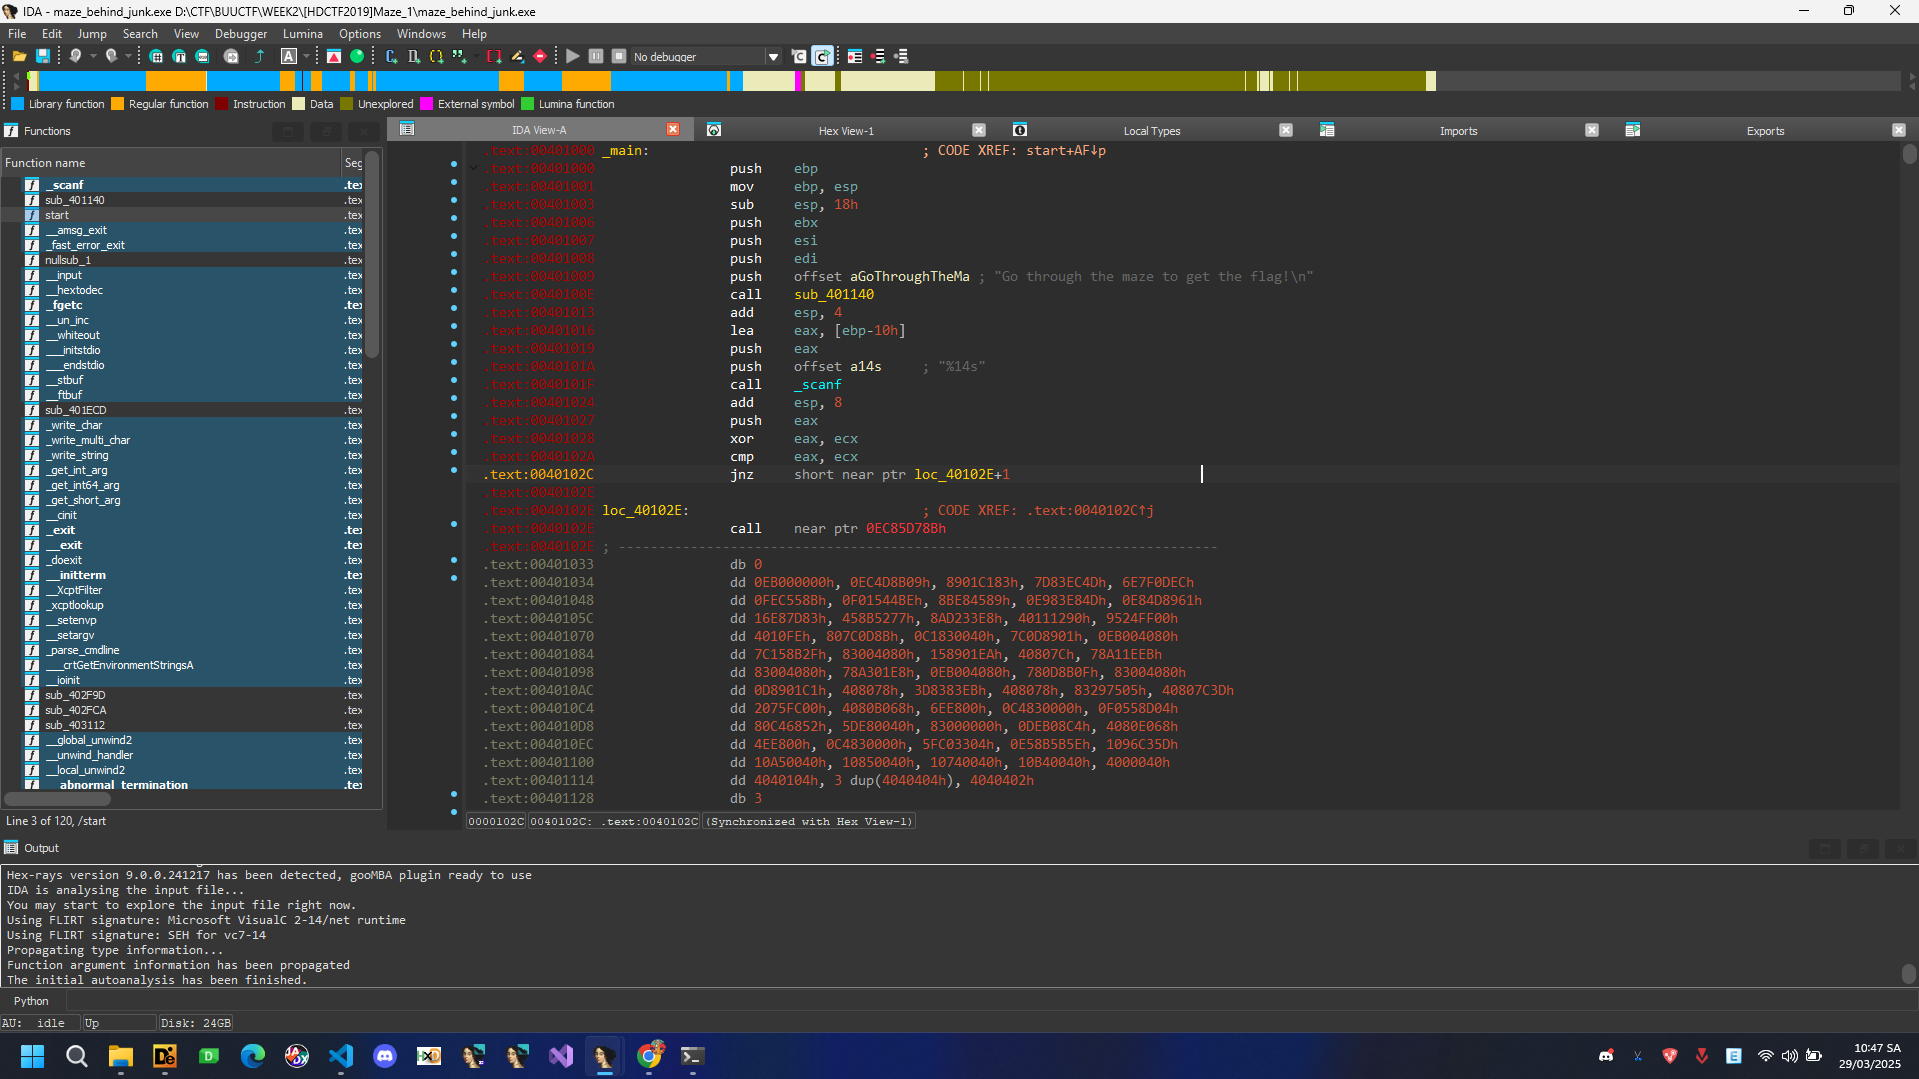 IDA - maze_behind_junk.exe D:\CTF\BUUCTF\WEEK2\[HDCTF2019]Maze_1\maze_behind_junk.exe
File Edit Jump Search View Debugger Lumina Options Windows Help
No debugger
Library function Regular function Instruction Data Unexplored External symbol Lumina function
Functions
Function name Seg
_scanf .tex
sub_401140 .tex
start .tex
__amsg_exit .tex
_fast_error_exit .tex
nullsub_1 .tex
__input .tex
__hextodec .tex
_fgetc .tex
__un_inc .tex
__whiteout .tex
___initstdio .tex
___endstdio .tex
__stbuf .tex
__ftbuf .tex
sub_401ECD .tex
_write_char .tex
_write_multi_char .tex
_write_string .tex
_get_int_arg .tex
_get_int64_arg .tex
_get_short_arg .tex
__cinit .tex
_exit .tex
__exit .tex
_doexit .tex
__initterm .tex
__XcptFilter .tex
_xcptlookup .tex
__setenvp .tex
__setargv .tex
_parse_cmdline .tex
___crtGetEnvironmentStringsA .tex
__ioinit .tex
sub_402F9D .tex
sub_402FCA .tex
sub_403112 .tex
__global_unwind2 .tex
__unwind_handler .tex
__local_unwind2 .tex
abnormal_termination .tex
Line 3 of 120, /start
IDA View-A Hex View-1 Local Types Imports Exports
.text:00401000 _main: ; CODE XREF: start+AF↓p
.text:00401000 push ebp
.text:00401001 mov ebp, esp
.text:00401003 sub esp, 18h
.text:00401006 push ebx
.text:00401007 push esi
.text:00401008 push edi
.text:00401009 push offset aGoThroughTheMa ; "Go through the maze to get the flag!\n"
.text:0040100E call sub_401140
.text:00401013 add esp, 4
.text:00401016 lea eax, [ebp-10h]
.text:00401019 push eax
.text:0040101A push offset a14s ; "%14s"
.text:0040101F call _scanf
.text:00401024 add esp, 8
.text:00401027 push eax
.text:00401028 xor eax, ecx
.text:0040102A cmp eax, ecx
.text:0040102C jnz short near ptr loc_40102E+1
.text:0040102E
.text:0040102E loc_40102E: ; CODE XREF: .text:0040102C↑j
.text:0040102E call near ptr 0EC85D78Bh
.text:0040102E ; ---------------------------------------------------------------------------
.text:00401033 db 0
.text:00401034 dd 0EB000000h, 0EC4D8B09h, 8901C183h, 7D83EC4Dh, 6E7F0DECh
.text:00401048 dd 0FEC558Bh, 0F01544BEh, 8BE84589h, 0E983E84Dh, 0E84D8961h
.text:0040105C dd 16E87D83h, 458B5277h, 8AD233E8h, 40111290h, 9524FF00h
.text:00401070 dd 4010FEh, 807C0D8Bh, 0C1830040h, 7C0D8901h, 0EB004080h
.text:00401084 dd 7C158B2Fh, 83004080h, 158901EAh, 40807Ch, 78A11EEBh
.text:00401098 dd 83004080h, 78A301E8h, 0EB004080h, 780D8B0Fh, 83004080h
.text:004010AC dd 0D8901C1h, 408078h, 3D8383EBh, 408078h, 83297505h, 40807C3Dh
.text:004010C4 dd 2075FC00h, 4080B068h, 6EE800h, 0C4830000h, 0F0558D04h
.text:004010D8 dd 80C46852h, 5DE80040h, 83000000h, 0DEB08C4h, 4080E068h
.text:004010EC dd 4EE800h, 0C4830000h, 5FC03304h, 0E58B5B5Eh, 1096C35Dh
.text:00401100 dd 10A50040h, 10850040h, 10740040h, 10B40040h, 4000040h
.text:00401114 dd 4040104h, 3 dup(4040404h), 4040402h
.text:00401128 db 3
0000102C 0040102C: .text:0040102C (Synchronized with Hex View-1)
Output
Hex-rays version 9.0.0.241217 has been detected, gooMBA plugin ready to use
IDA is analysing the input file...
You may start to explore the input file right now.
Using FLIRT signature: Microsoft VisualC 2-14/net runtime
Using FLIRT signature: SEH for vc7-14
Propagating type information...
Function argument information has been propagated
The initial autoanalysis has been finished.
Python
AU: idle Up Disk: 24GB
10:47 SA
29/03/2025